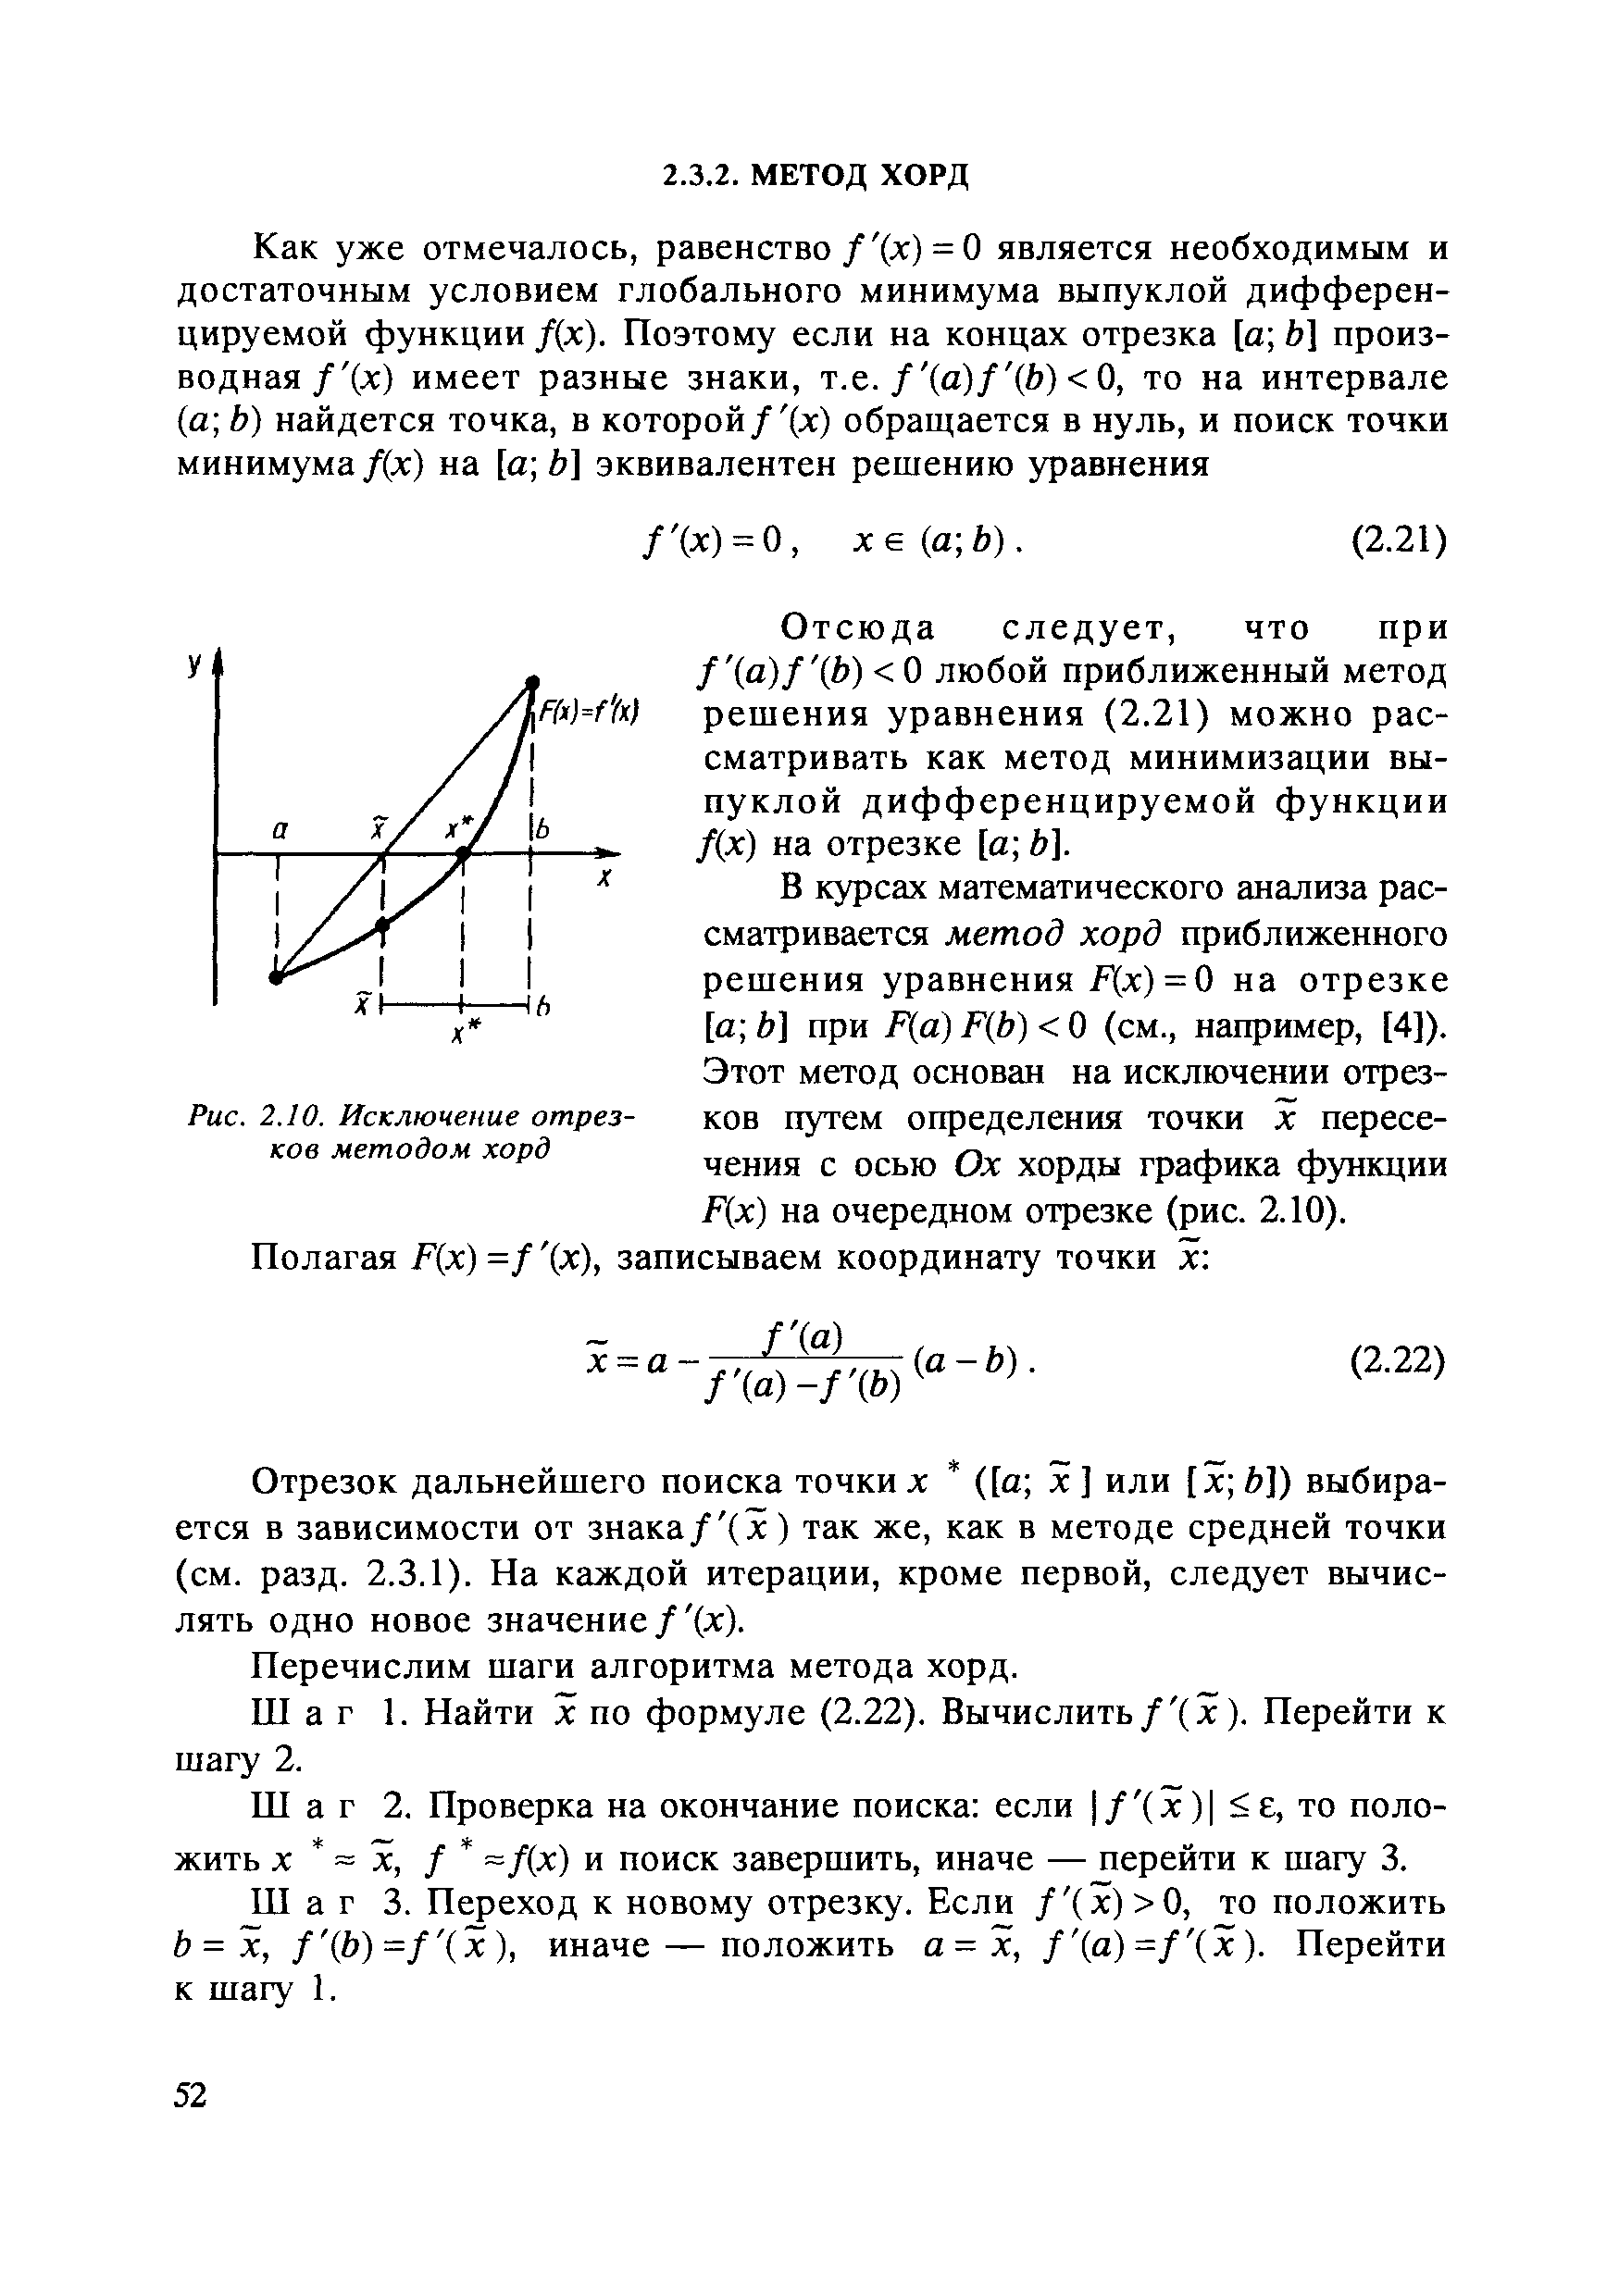 2.3.2. МЕТОД ХОРД
Как уже отмечалось, равенство f'(x) = 0 является необходимым и
достаточным условием глобального минимума выпуклой дифферен-
цируемой функции f(x). Поэтому если на концах отрезка [a; b] произ-
водная f'(x) имеет разные знаки, т.е. f'(a)f'(b) < 0, то на интервале
(a; b) найдется точка, в которой f'(x) обращается в нуль, и поиск точки
минимума f(x) на [a; b] эквивалентен решению уравнения
f'(x) = 0, x ∈ (a; b). (2.21)
y
F(x)=f'(x)
a x̃ x* b
x
x̃ b
x*
Рис. 2.10. Исключение отрез-
ков методом хорд
Отсюда следует, что при
f'(a)f'(b) < 0 любой приближенный метод
решения уравнения (2.21) можно рас-
сматривать как метод минимизации вы-
пуклой дифференцируемой функции
f(x) на отрезке [a; b].
В курсах математического анализа рас-
сматривается метод хорд приближенного
решения уравнения F(x) = 0 на отрезке
[a; b] при F(a) F(b) < 0 (см., например, [4]).
Этот метод основан на исключении отрез-
ков путем определения точки x̃ пересе-
чения с осью Ox хорды графика функции
F(x) на очередном отрезке (рис. 2.10).
Полагая F(x) = f'(x), записываем координату точки x̃:
x̃ = a − f'(a) / (f'(a) − f'(b)) (a − b). (2.22)
Отрезок дальнейшего поиска точки x * ([a; x̃ ] или [x̃; b]) выбира-
ется в зависимости от знака f'(x̃) так же, как в методе средней точки
(см. разд. 2.3.1). На каждой итерации, кроме первой, следует вычис-
лять одно новое значение f'(x).
Перечислим шаги алгоритма метода хорд.
Ш а г 1. Найти x̃ по формуле (2.22). Вычислить f'(x̃). Перейти к
шагу 2.
Ш а г 2. Проверка на окончание поиска: если |f'(x̃)| ≤ ε, то поло-
жить x * ≈ x̃, f * ≈ f(x) и поиск завершить, иначе — перейти к шагу 3.
Ш а г 3. Переход к новому отрезку. Если f'(x̃) > 0, то положить
b = x̃, f'(b) = f'(x̃), иначе — положить a = x̃, f'(a) = f'(x̃). Перейти
к шагу 1.
52